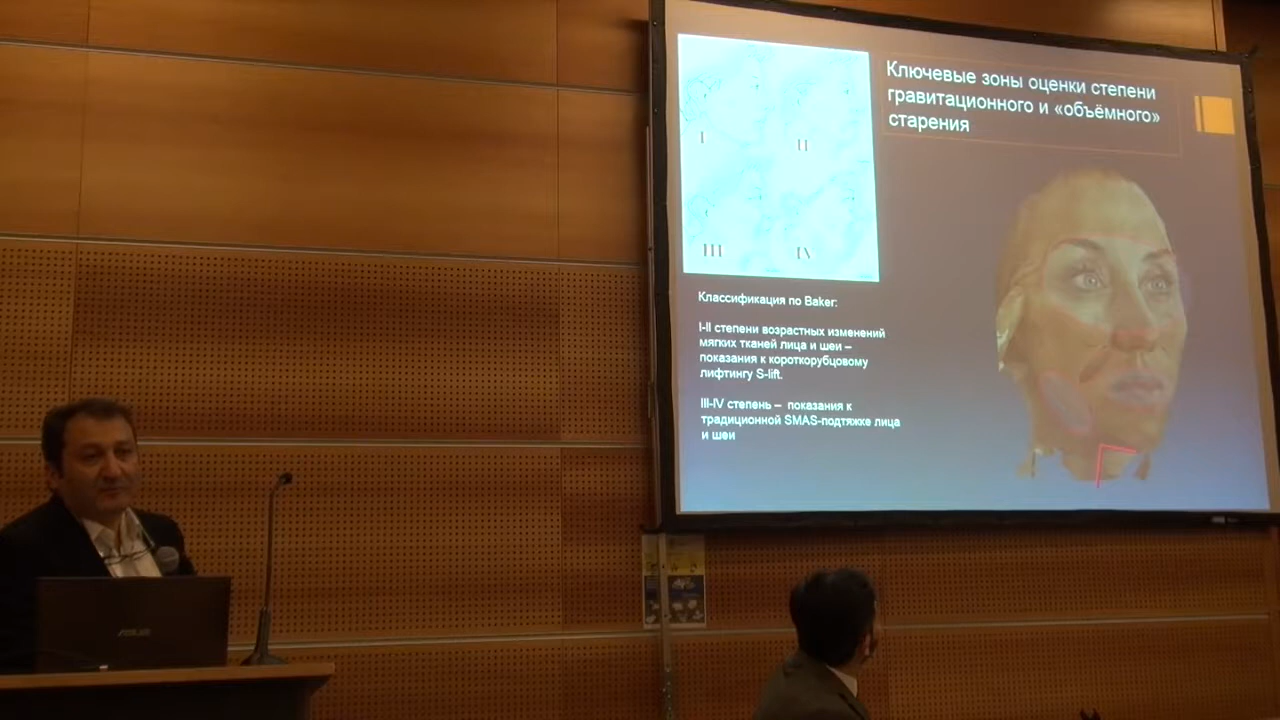 Ключевые зоны оценки степени
гравитационного и «объёмного»
старения
I
II
III
IV
Классификация по Baker:
I-II степени возрастных изменений
мягких тканей лица и шеи –
показания к короткорубцовому
лифтингу S-lift.
III-IV степень – показания к
традиционной SMAS-подтяжке лица
и шеи
ASUS